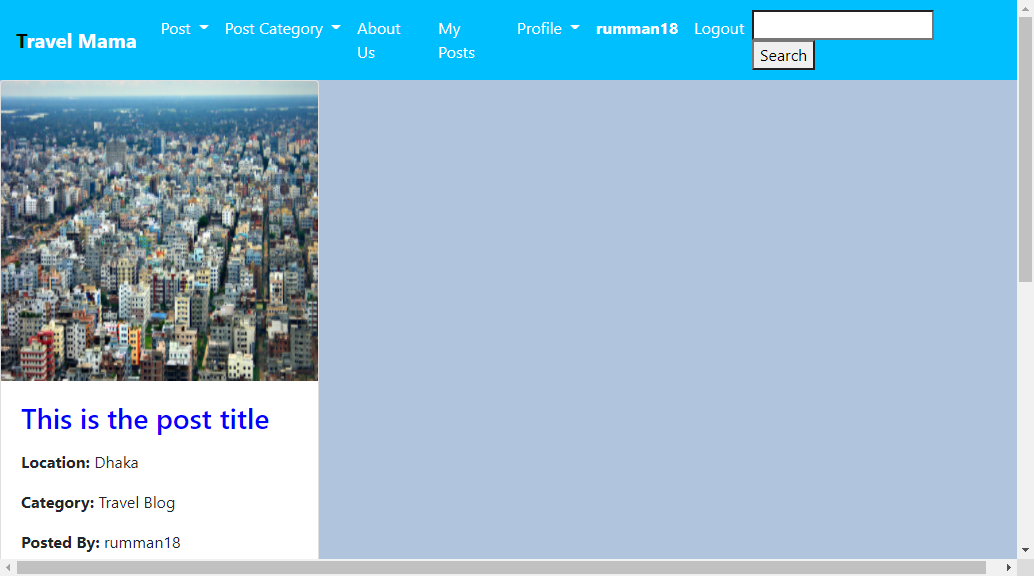 Travel Mama
Post
Post Category
About
Us
My
Posts
Profile
rumman18
Logout
Search
This is the post title
Location: Dhaka
Category: Travel Blog
Posted By: rumman18